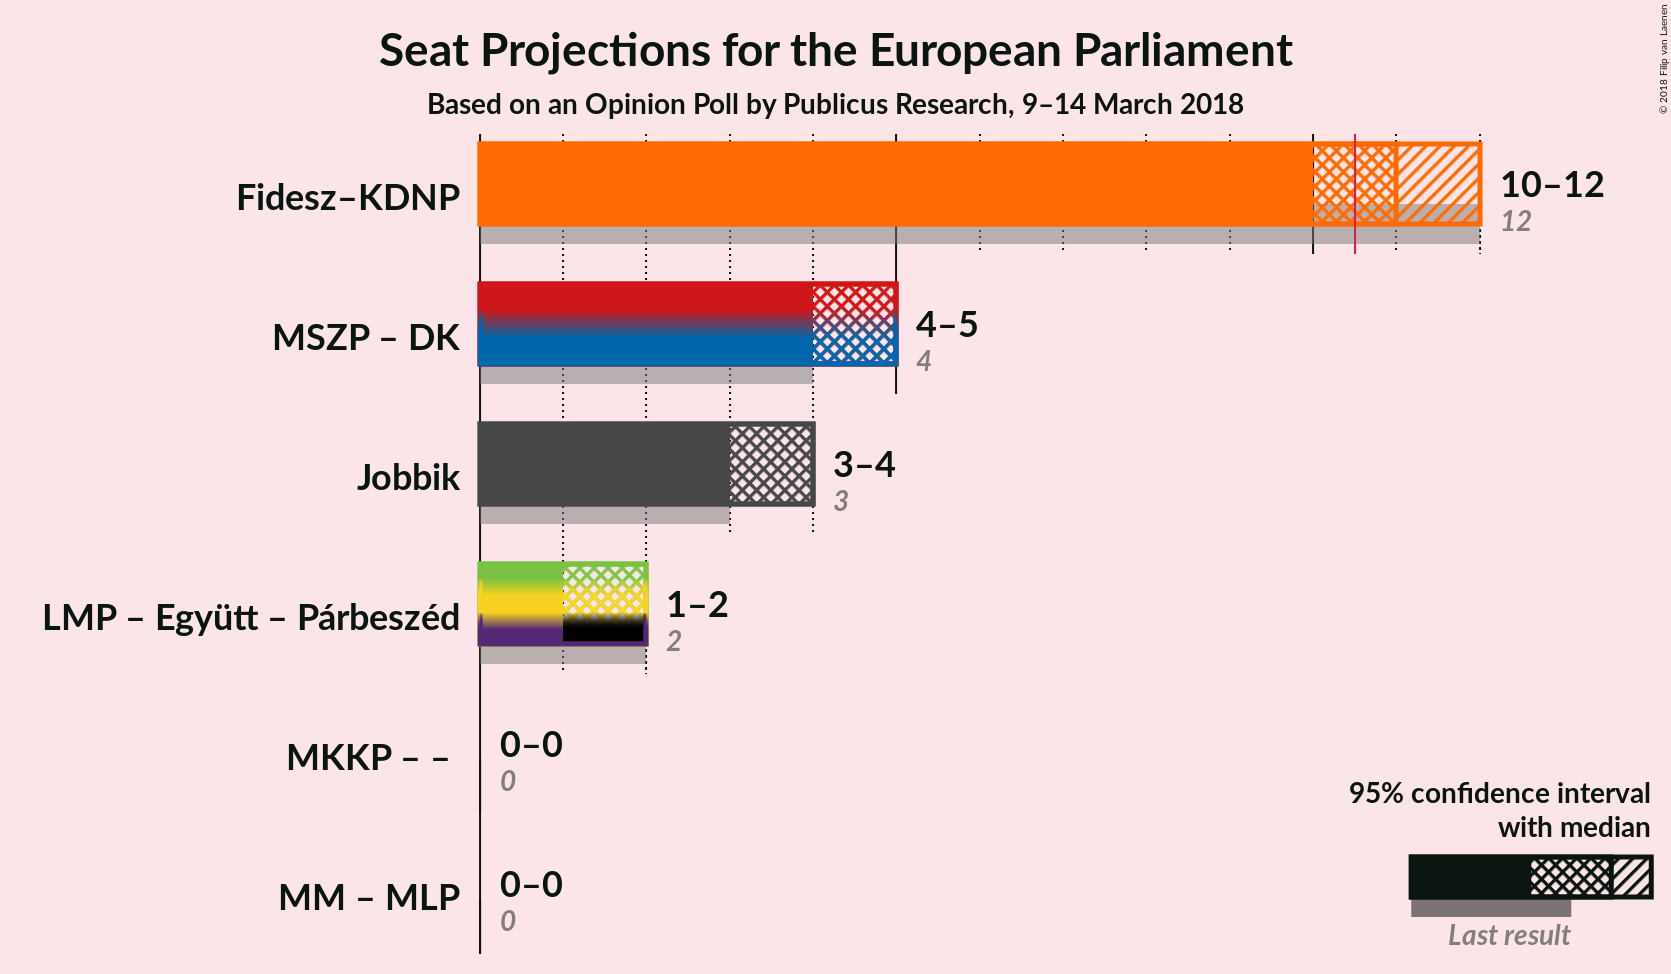 Seat Projections for the European Parliament
Based on an Opinion Poll by Publicus Research, 9–14 March 2018
© 2018 Filip van Laenen
Fidesz–KDNP
10–12
12
MSZP – DK
4–5
4
Jobbik
3–4
3
LMP – Együtt – Párbeszéd
1–2
2
MKKP – –
0–0
0
MM – MLP
0–0
0
95% confidence interval
with median
Last result